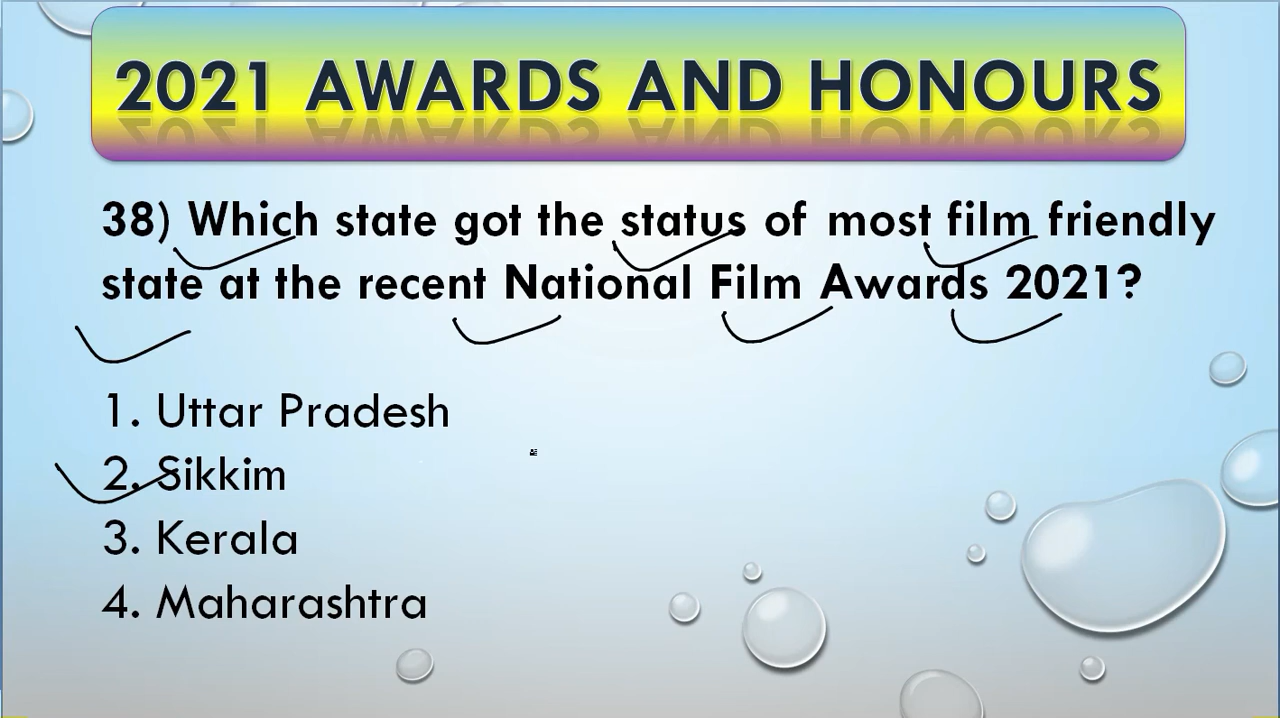 2021 AWARDS AND HONOURS
38) Which state got the status of most film friendly
state at the recent National Film Awards 2021?
1. Uttar Pradesh
2. Sikkim
3. Kerala
4. Maharashtra